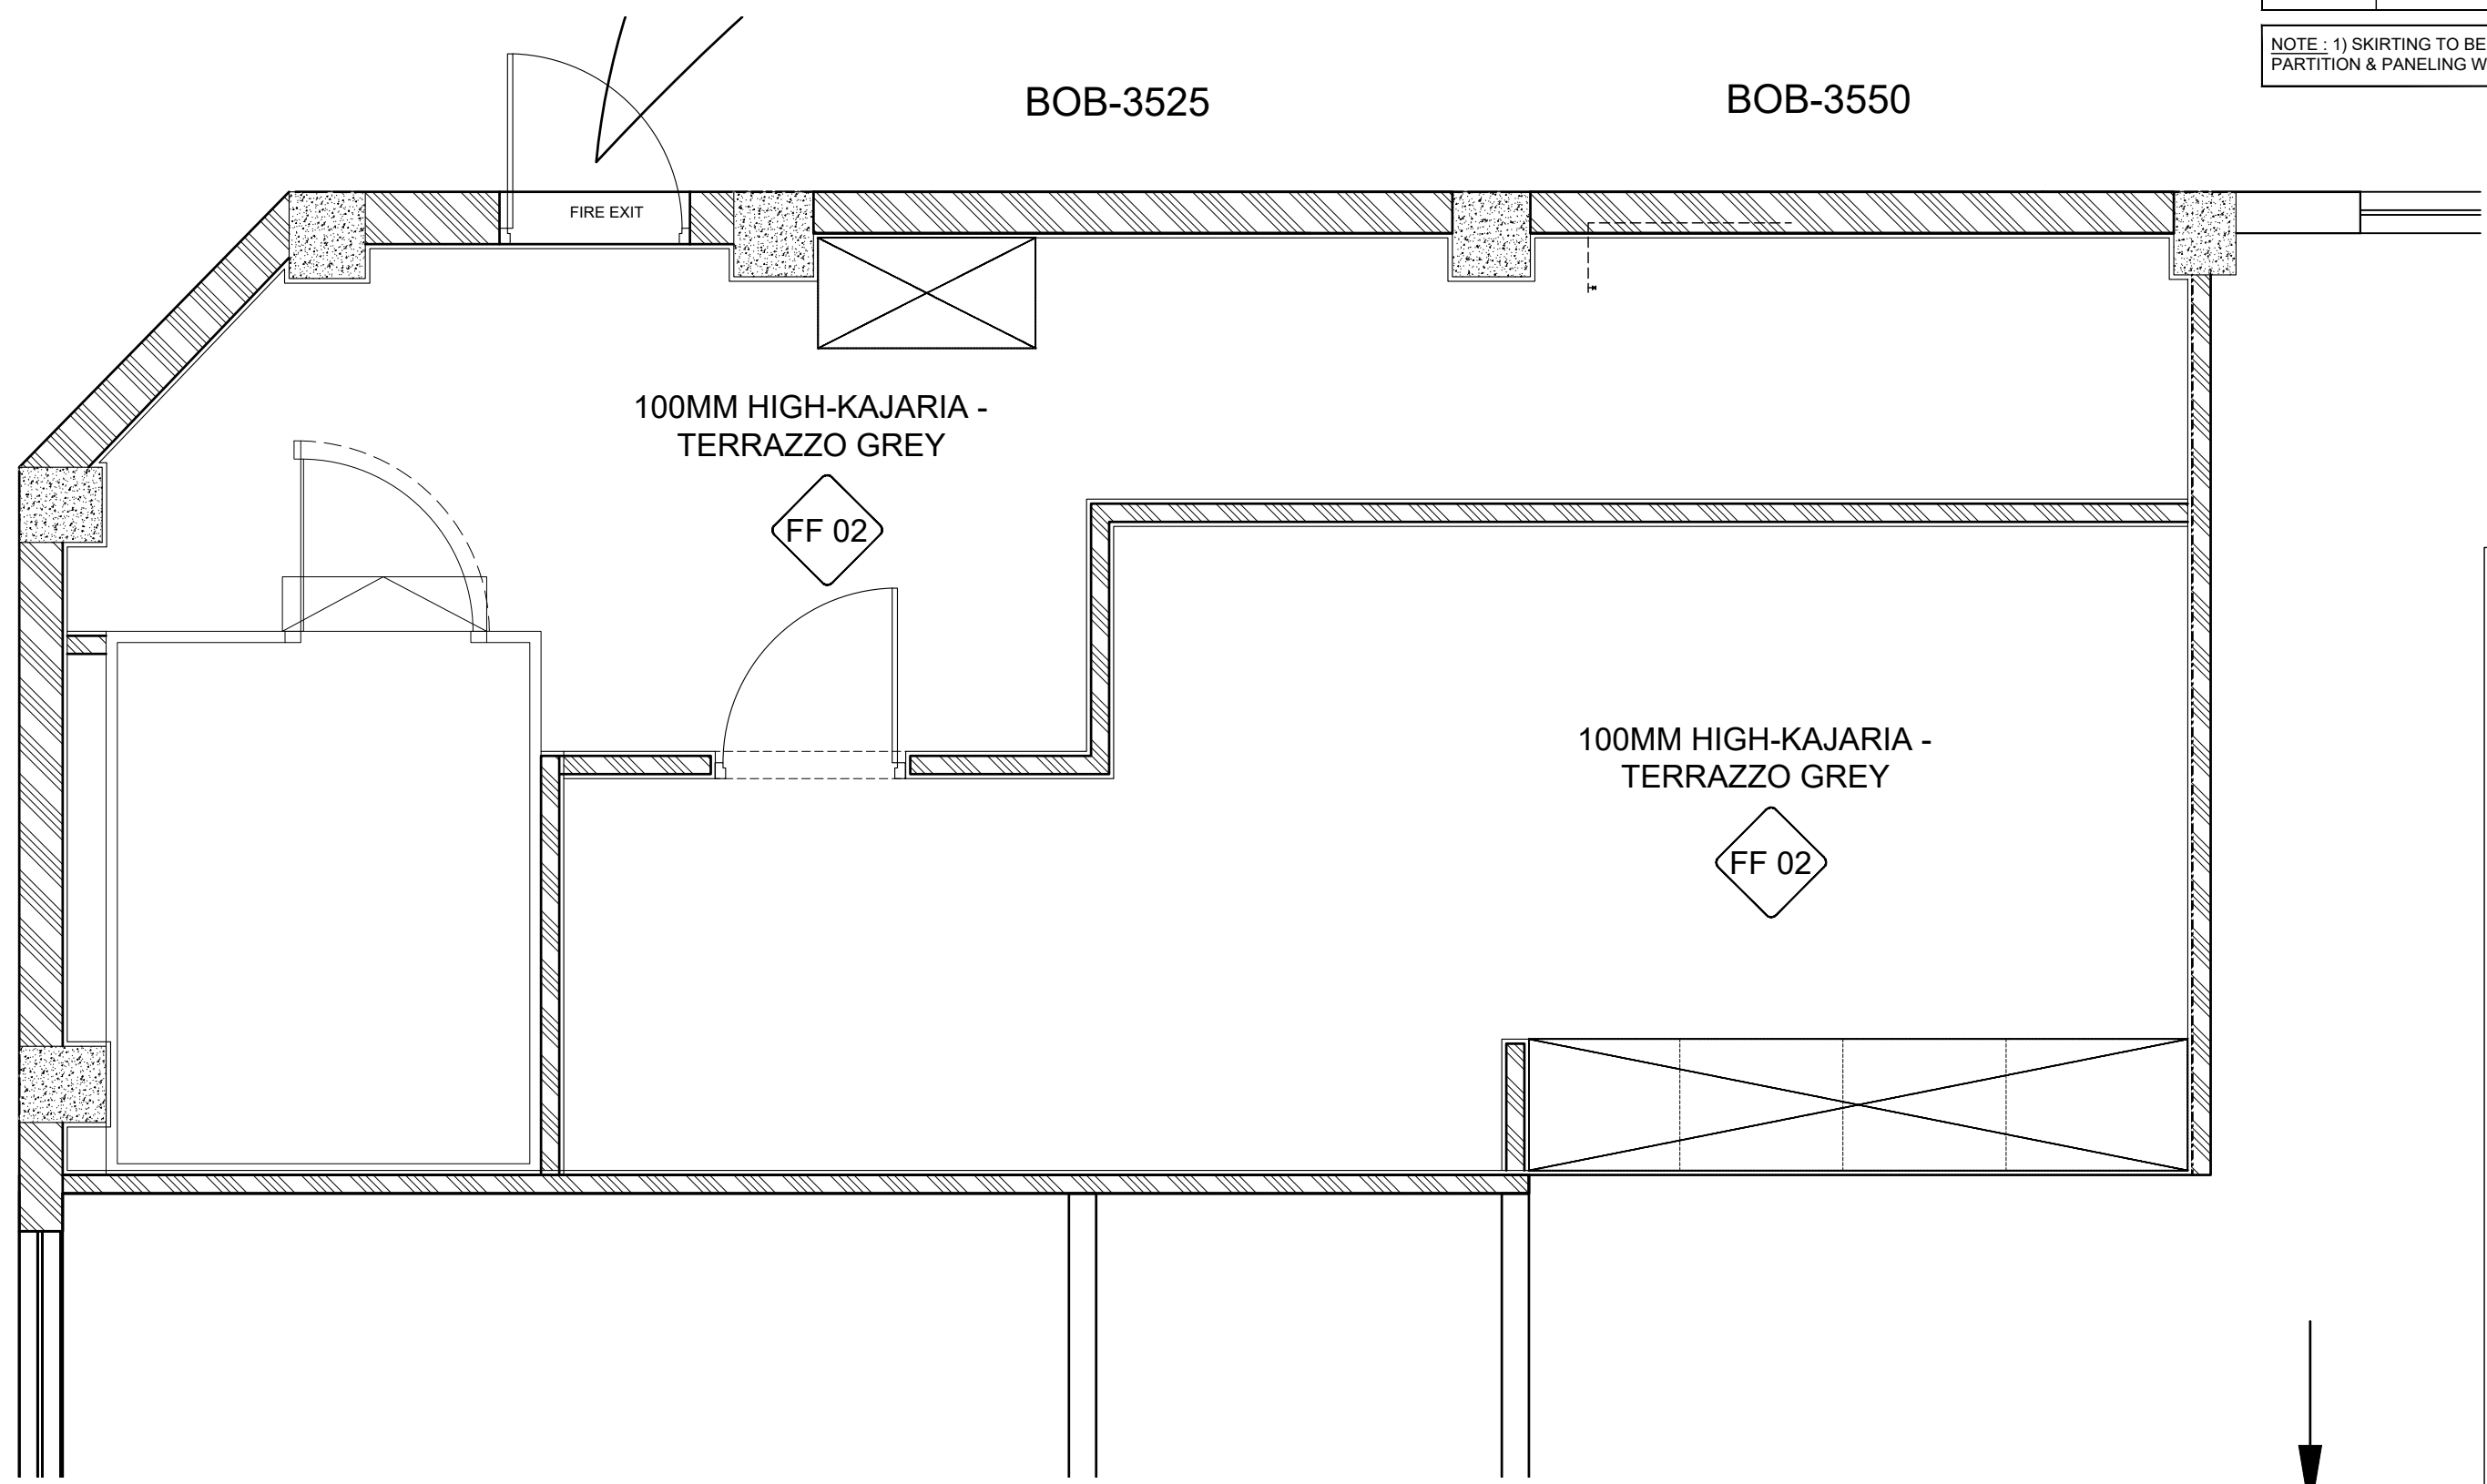 NOTE : 1) SKIRTING TO BE
PARTITION & PANELING W
BOB-3525
BOB-3550
FIRE EXIT
100MM HIGH-KAJARIA -
TERRAZZO GREY
FF 02
100MM HIGH-KAJARIA -
TERRAZZO GREY
FF 02